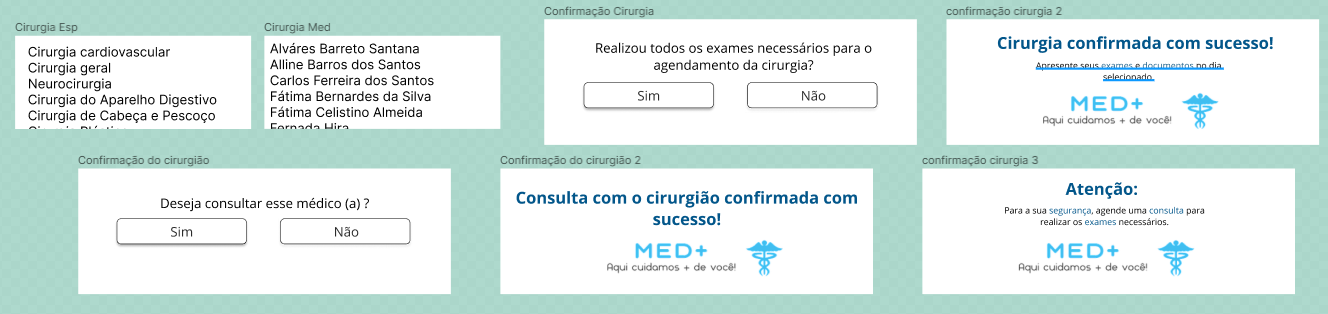 Cirurgia Esp
Cirurgia cardiovascular
Cirurgia geral
Neurocirurgia
Cirurgia do Aparelho Digestivo
Cirurgia de Cabeça e Pescoço
Cirurgia Plástica
Cirurgia Med
Alváres Barreto Santana
Alline Barros dos Santos
Carlos Ferreira dos Santos
Fátima Bernardes da Silva
Fátima Celistino Almeida
Fernada Hira
Confirmação Cirurgia
Realizou todos os exames necessários para o
agendamento da cirurgia?
Sim
Não
confirmação cirurgia 2
Cirurgia confirmada com sucesso!
Apresente seus exames e documentos no dia
selecionado.
MED+
Aqui cuidamos + de você!
Confirmação do cirurgião
Deseja consultar esse médico (a) ?
Sim
Não
Confirmação do cirurgião 2
Consulta com o cirurgião confirmada com
sucesso!
MED+
Aqui cuidamos + de você!
confirmação cirurgia 3
Atenção:
Para a sua segurança, agende uma consulta para
realizar os exames necessários.
MED+
Aqui cuidamos + de você!